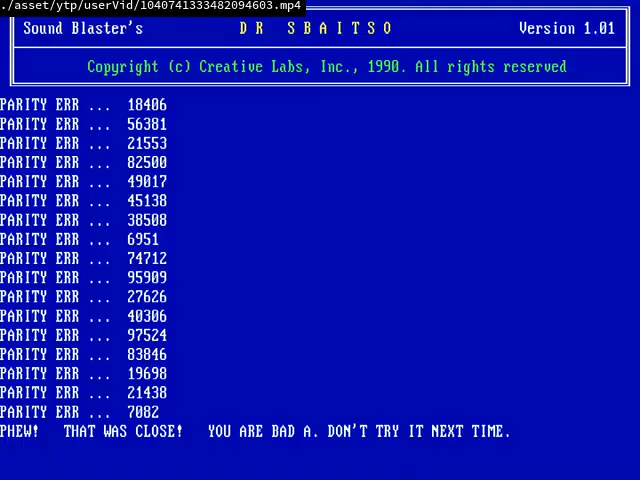 ./asset/ytp/userVid/1040741333482094603.mp4
Sound Blaster's D R S B A I T S O Version 1.01
Copyright (c) Creative Labs, Inc., 1990. All rights reserved
PARITY ERR ... 18406
PARITY ERR ... 56381
PARITY ERR ... 21553
PARITY ERR ... 82500
PARITY ERR ... 49017
PARITY ERR ... 45138
PARITY ERR ... 38508
PARITY ERR ... 6951
PARITY ERR ... 74712
PARITY ERR ... 95909
PARITY ERR ... 27626
PARITY ERR ... 40306
PARITY ERR ... 97524
PARITY ERR ... 83846
PARITY ERR ... 19698
PARITY ERR ... 21438
PARITY ERR ... 7082
PHEW! THAT WAS CLOSE! YOU ARE BAD A. DON'T TRY IT NEXT TIME.